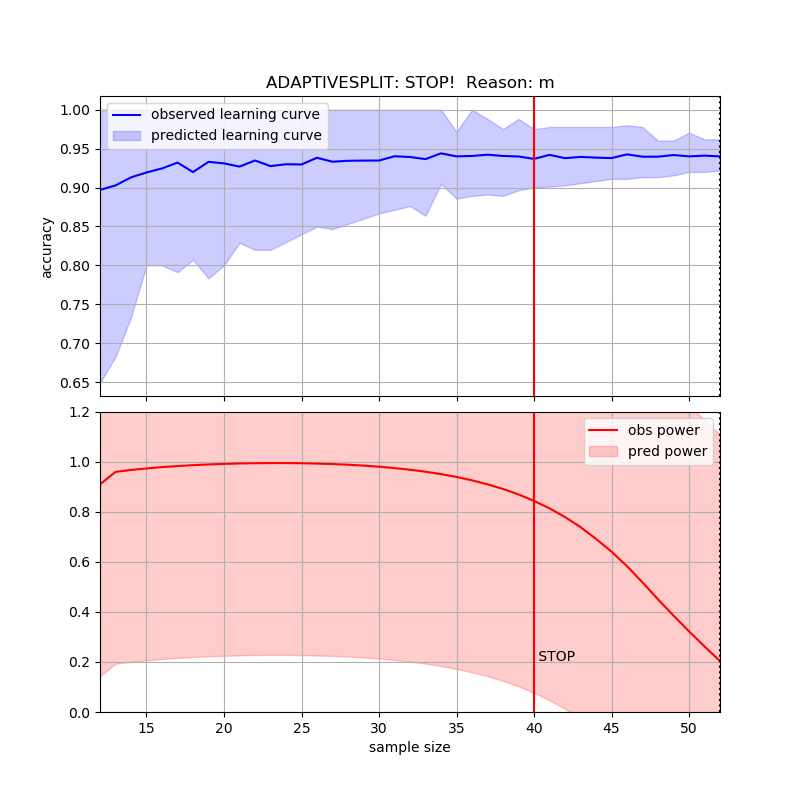 ADAPTIVESPLIT: STOP!  Reason: m
observed learning curve
predicted learning curve
accuracy
1.00
0.95
0.90
0.85
0.80
0.75
0.70
0.65
obs power
pred power
STOP
1.2
1.0
0.8
0.6
0.4
0.2
0.0
15 20 25 30 35 40 45 50
sample size